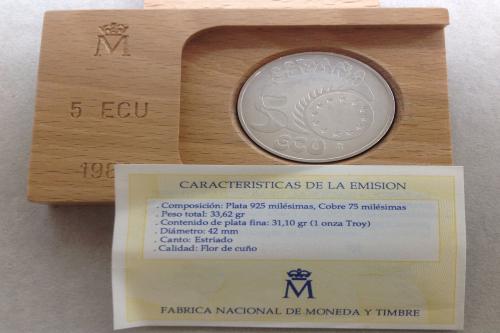 M
5 ECU
198
ESPAÑA
CARACTERISTICAS DE LA EMISION
. Composición: Plata 925 milésimas, Cobre 75 milésimas
. Peso total: 33,62 gr
. Contenido de plata fina: 31,10 gr (1 onza Troy)
. Diámetro: 42 mm
. Canto: Estriado
. Calidad: Flor de cuño
M
FABRICA NACIONAL DE MONEDA Y TIMBRE